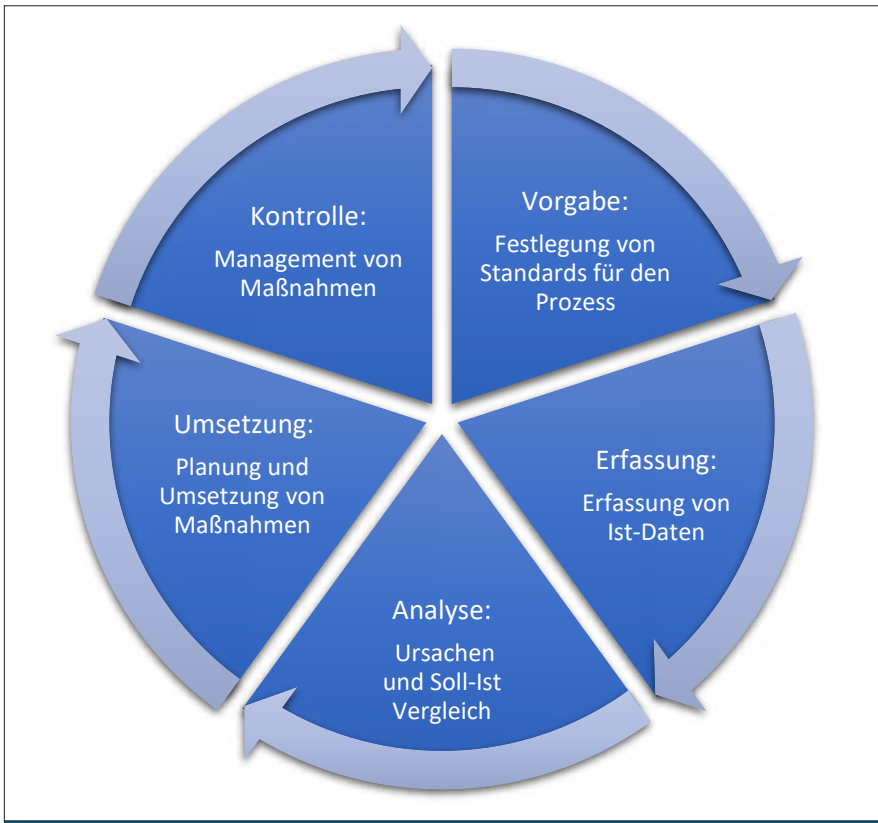 Vorgabe:
Festlegung von
Standards für den
Prozess
Erfassung:
Erfassung von
Ist-Daten
Analyse:
Ursachen
und Soll-Ist
Vergleich
Umsetzung:
Planung und
Umsetzung von
Maßnahmen
Kontrolle:
Management von
Maßnahmen